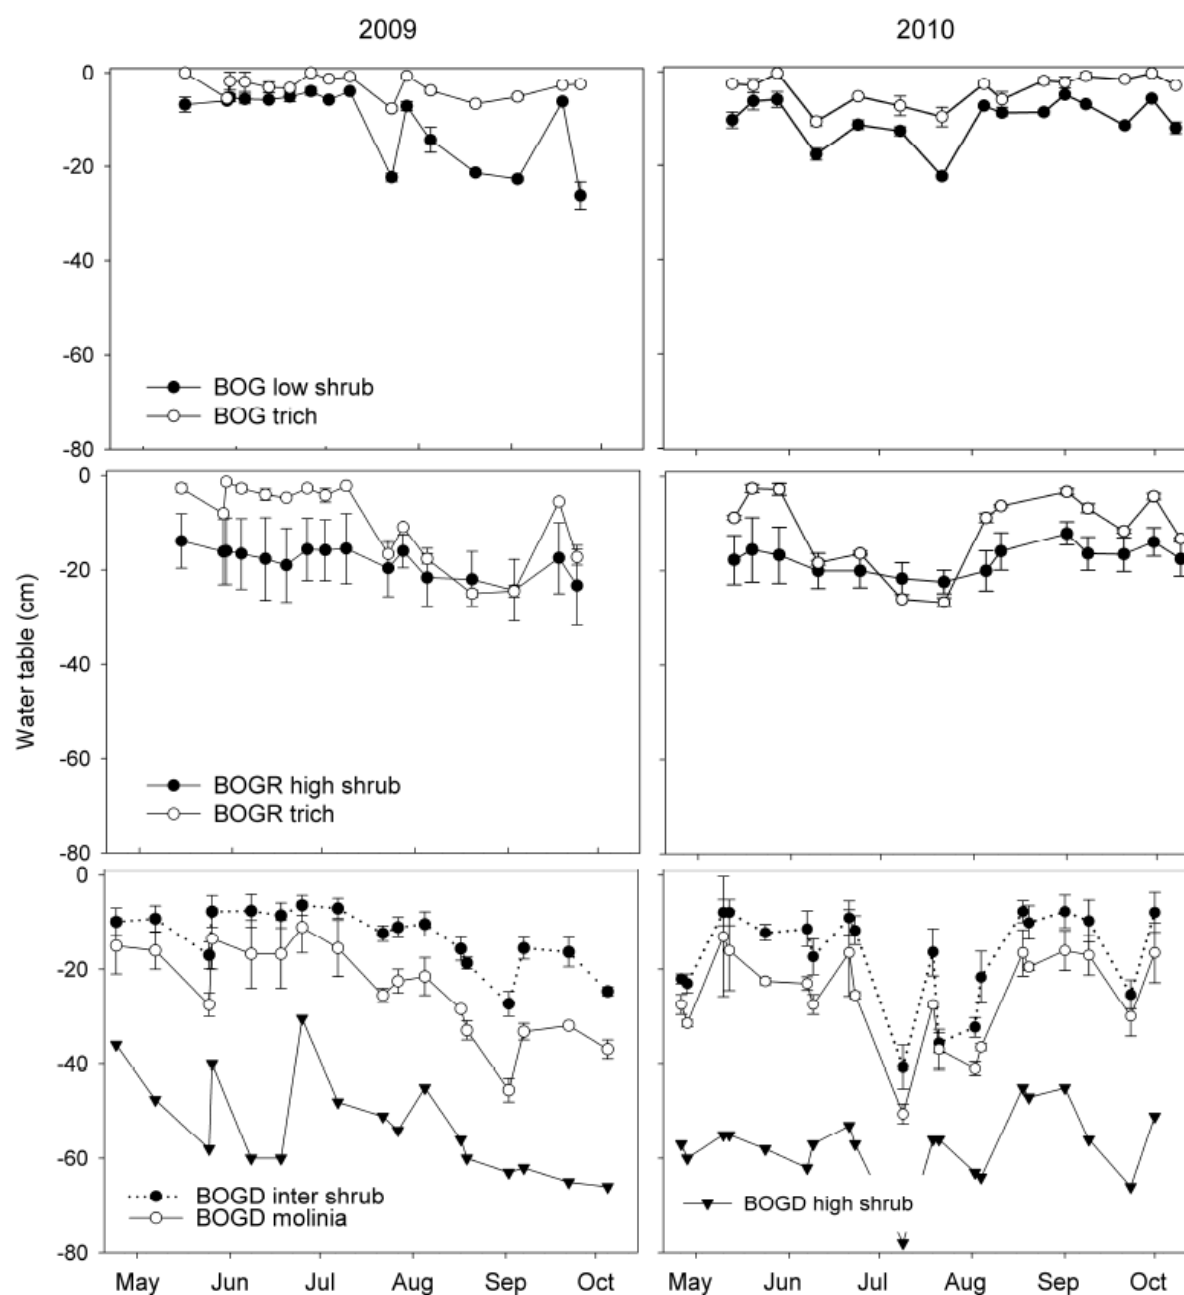 2009 2010
0
-20
-40
-60
-80
BOG low shrub
BOG trich
0
-20
-40
-60
-80
BOGR high shrub
BOGR trich
Water table (cm)
0
-20
-40
-60
-80
BOGD inter shrub
BOGD molinia
BOGD high shrub
May Jun Jul Aug Sep Oct May Jun Jul Aug Sep Oct